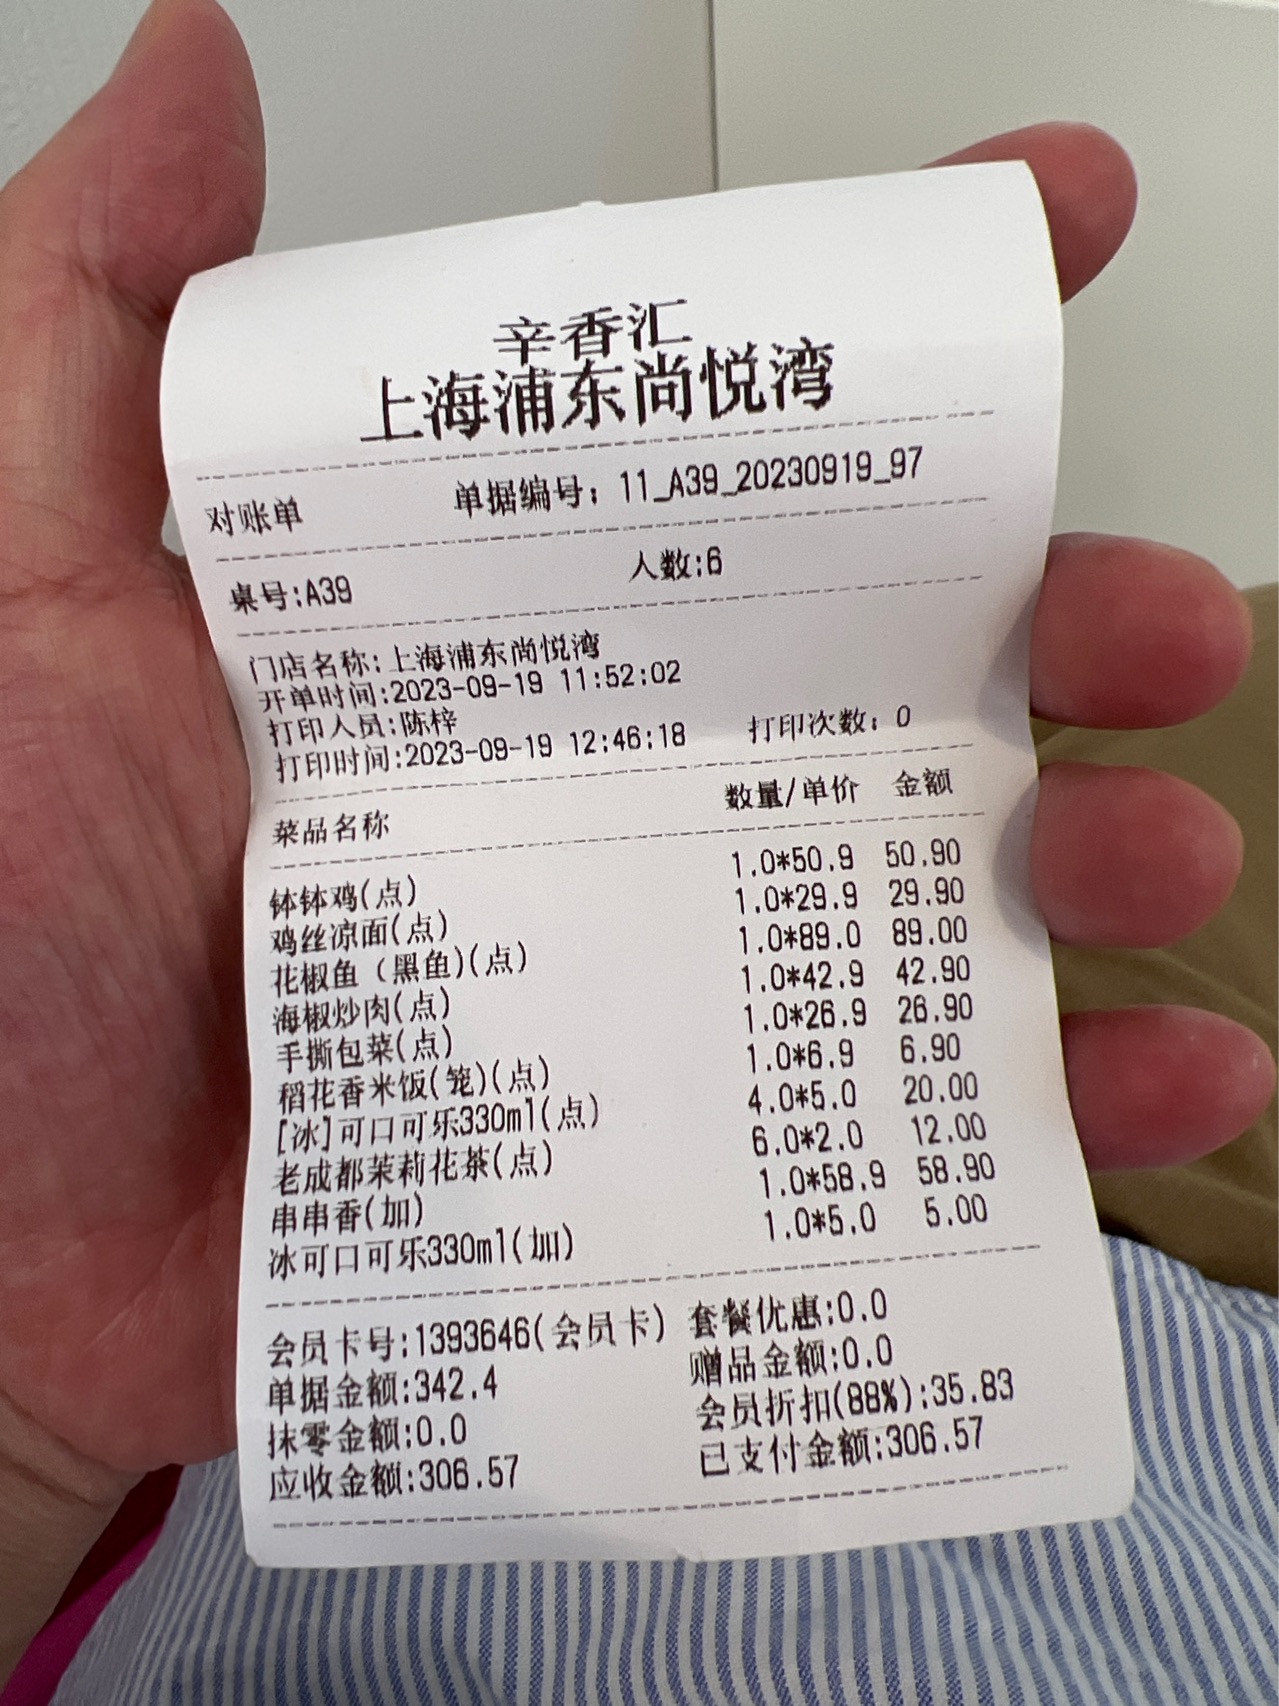 辛香汇
上海浦东尚悦湾
对账单 单据编号：11_A39_20230919_97
桌号:A39 人数:6
门店名称:上海浦东尚悦湾
开单时间:2023-09-19 11:52:02
打印人员:陈梓
打印时间:2023-09-19 12:46:18 打印次数：0
菜品名称 数量/单价 金额
钵钵鸡(点) 1.0*50.9 50.90
鸡丝凉面(点) 1.0*29.9 29.90
花椒鱼（黑鱼)(点) 1.0*89.0 89.00
海椒炒肉(点) 1.0*42.9 42.90
手撕包菜(点) 1.0*26.9 26.90
稻花香米饭(笼)(点) 1.0*6.9 6.90
[冰]可口可乐330ml(点) 4.0*5.0 20.00
老成都茉莉花茶(点) 6.0*2.0 12.00
串串香(加) 1.0*58.9 58.90
冰可口可乐330ml(加) 1.0*5.0 5.00
会员卡号:1393646(会员卡) 套餐优惠:0.0
单据金额:342.4 赠品金额:0.0
抹零金额:0.0 会员折扣(88%):35.83
应收金额:306.57 已支付金额:306.57